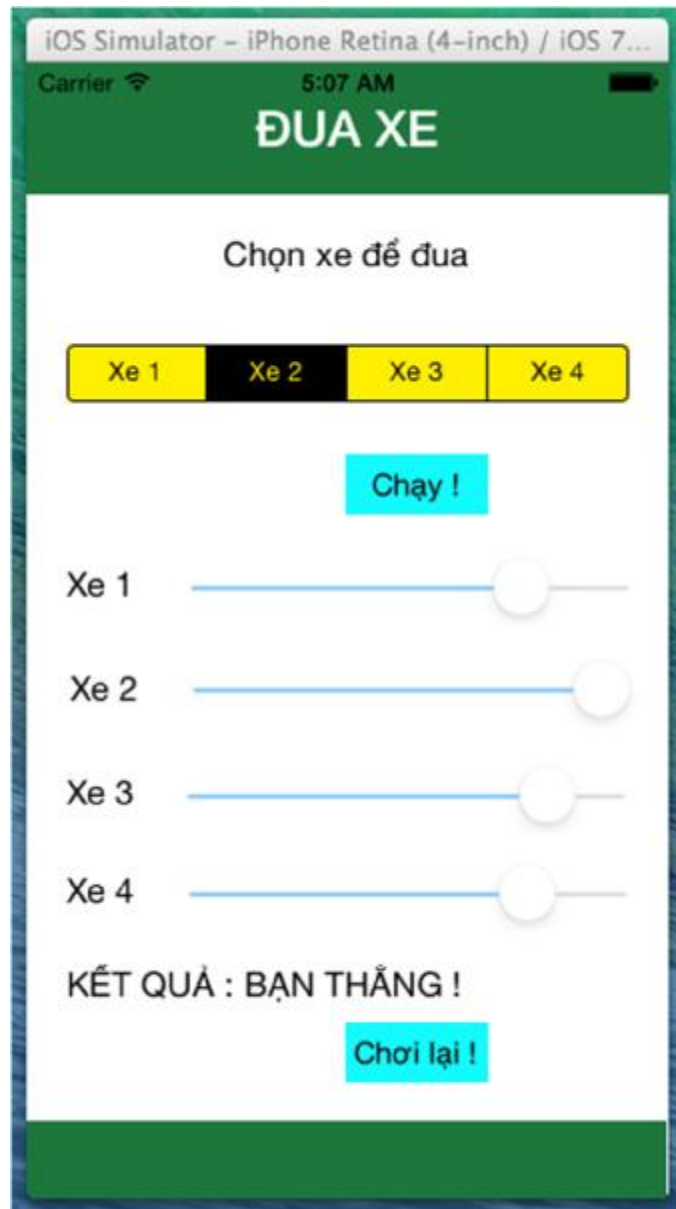 iOS Simulator – iPhone Retina (4-inch) / iOS 7...
Carrier 5:07 AM
ĐUA XE
Chọn xe để đua
Xe 1 Xe 2 Xe 3 Xe 4
Chạy !
Xe 1
Xe 2
Xe 3
Xe 4
KẾT QUẢ : BẠN THẮNG !
Chơi lại !